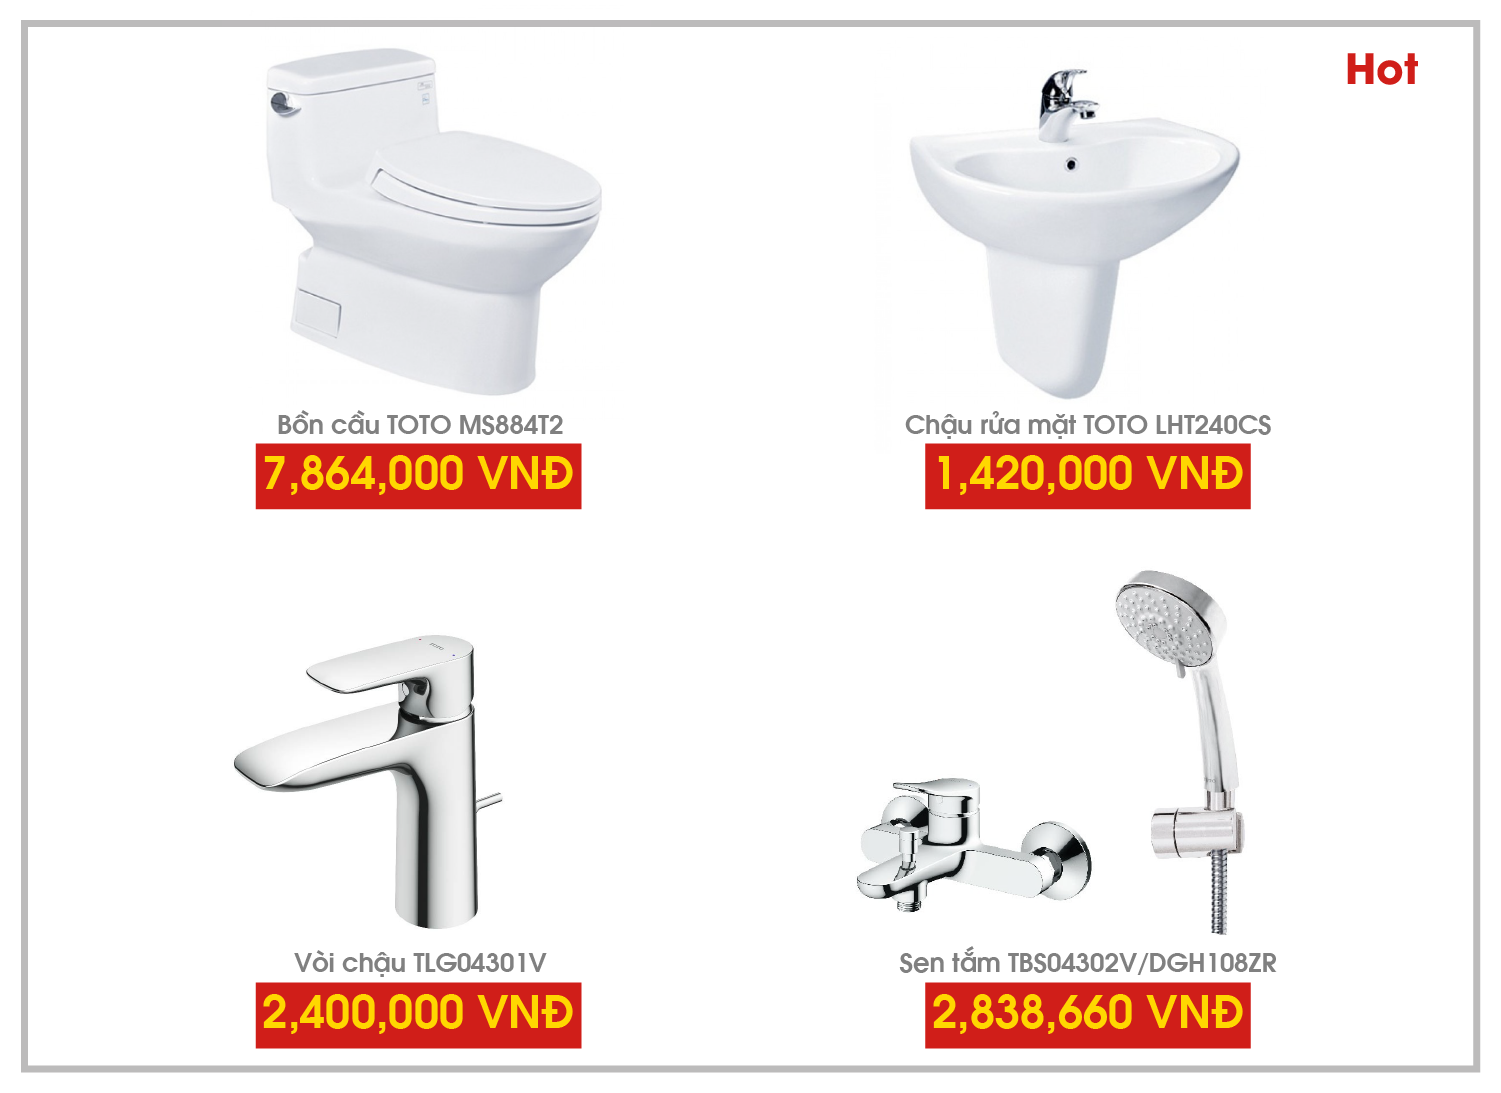 Hot
Bồn cầu TOTO MS884T2
7,864,000 VNĐ
Chậu rửa mặt TOTO LHT240CS
1,420,000 VNĐ
Vòi chậu TLG04301V
2,400,000 VNĐ
Sen tắm TBS04302V/DGH108ZR
2,838,660 VNĐ